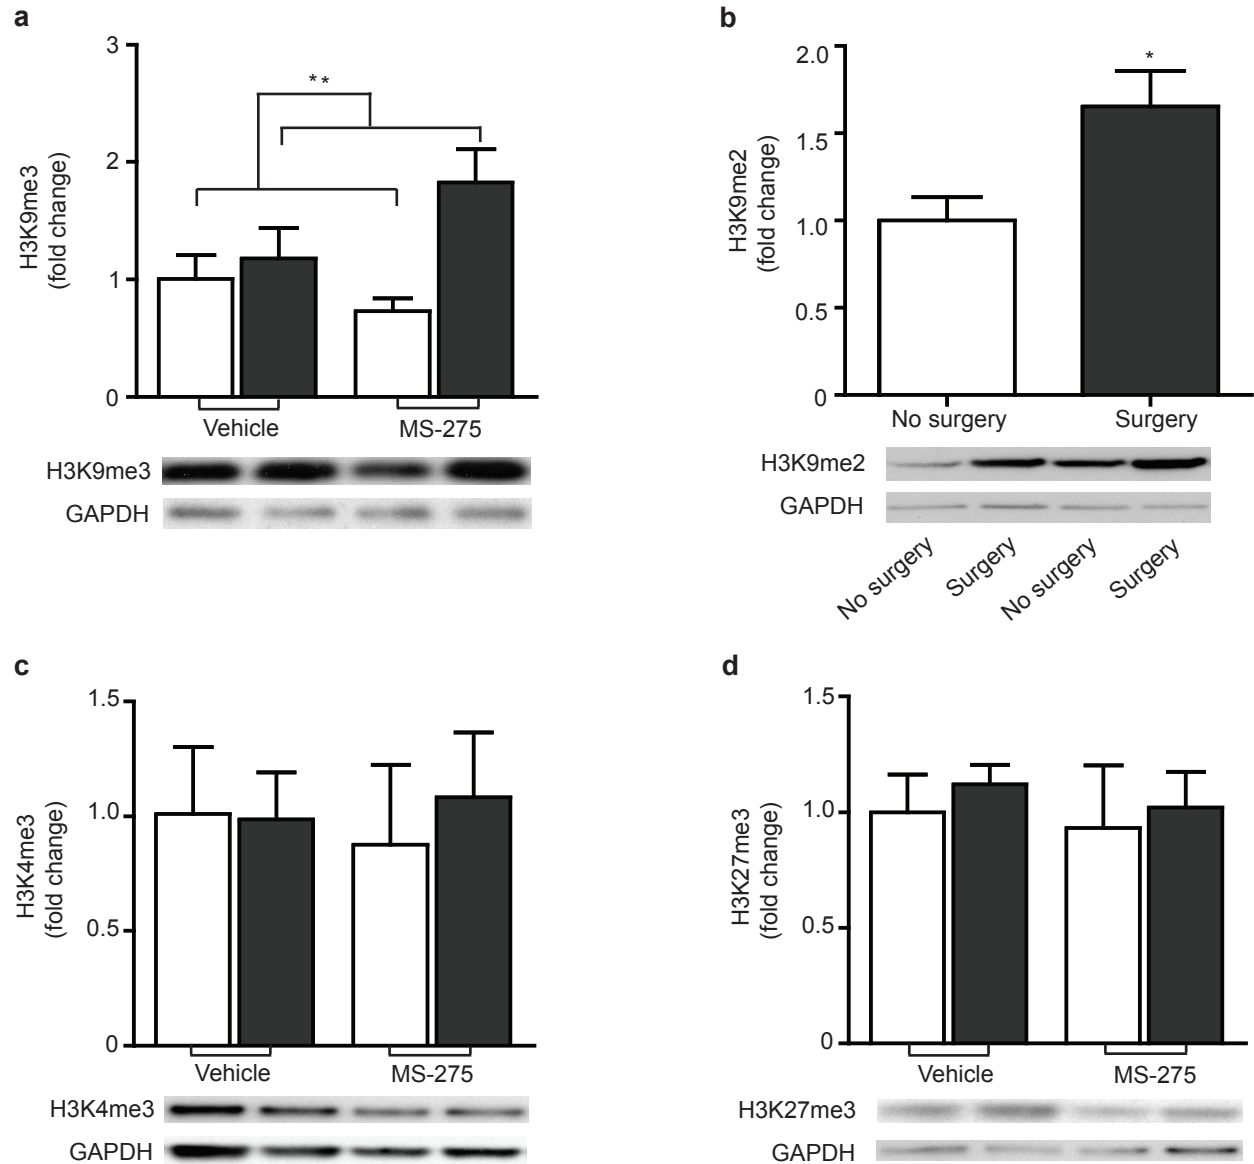 a
3
2
1
0
H3K9me3
(fold change)
**
Vehicle
MS-275
H3K9me3
GAPDH
b
2.0
1.5
1.0
0.5
0
H3K9me2
(fold change)
*
No surgery
Surgery
H3K9me2
GAPDH
No surgery
Surgery
No surgery
Surgery
c
1.5
1.0
0.5
0
H3K4me3
(fold change)
Vehicle
MS-275
H3K4me3
GAPDH
d
1.5
1.0
0.5
0
H3K27me3
(fold change)
Vehicle
MS-275
H3K27me3
GAPDH